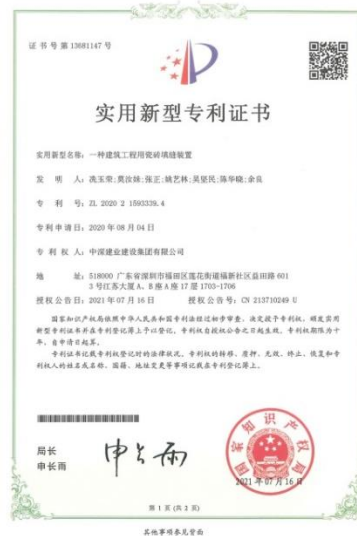 证书号第13681147号
实用新型专利证书
实用新型名称：一种建筑工程用瓷砖填缝装置
发 明 人：冼玉荣;莫汝妹;张正;姚艺林;吴坚民;陈华晓;余良
专 利 号：ZL 2020 2 1593339.4
专利申请日：2020年08月04日
专 利 权 人：中深建业建设集团有限公司
地 址：518000 广东省深圳市福田区莲花街道福新社区益田路 601
3号江苏大厦A、B座A座17层1703-1706
授权公告日：2021年07月16日 授权公告号：CN 213710249 U
国家知识产权局依照中华人民共和国专利法经过初步审查，决定授予专利权，颁发实用
新型专利证书并在专利登记簿上予以登记。专利权自授权公告之日起生效。专利权期限为十
年，自申请日起算。
专利证书记载专利权登记时的法律状况。专利权的转移、质押、无效、终止、恢复和专
利权人的姓名或名称、国籍、地址变更等事项记载在专利登记簿上。
局长
申长雨
申长雨
国家知识产权局
2021年07月16日
第 1 页 (共 2 页)
其他事项参见背面